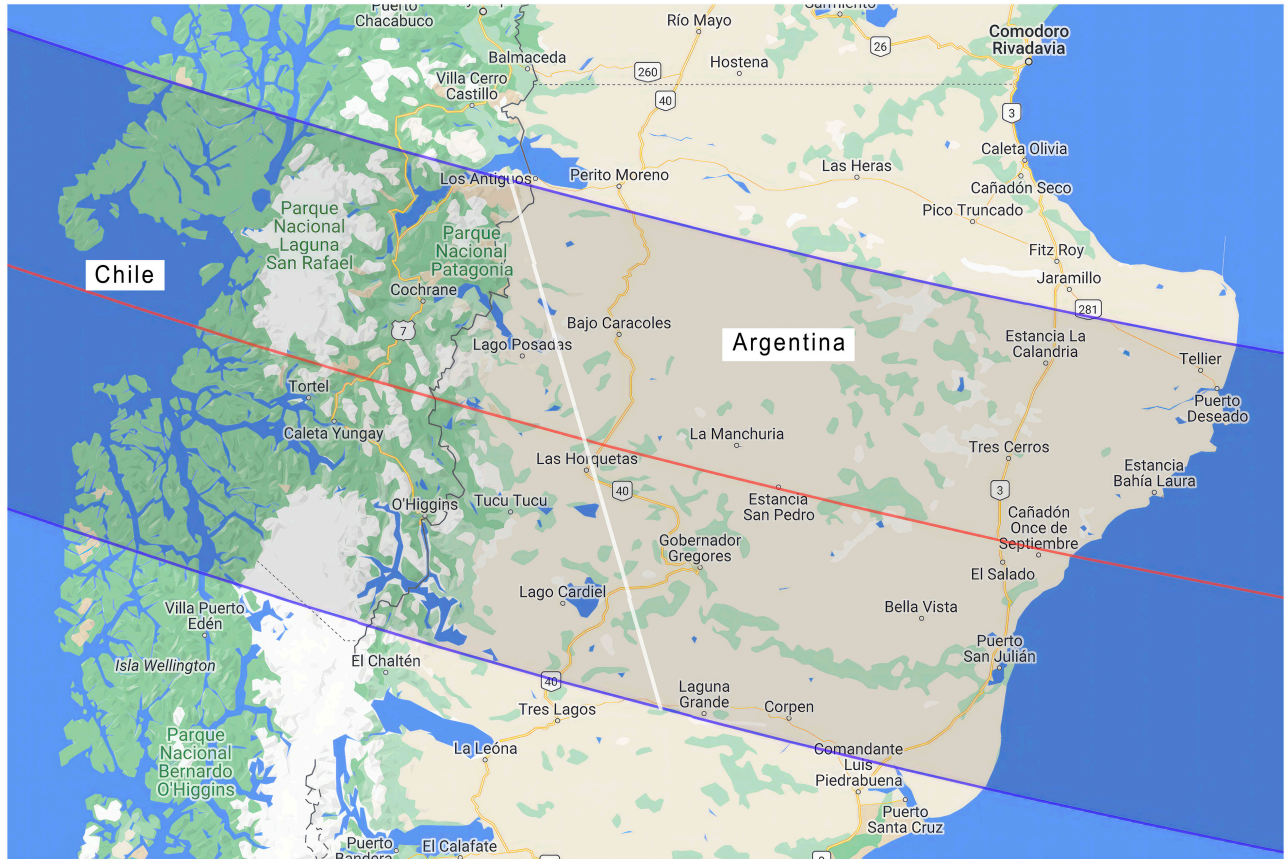 Puerto
Chacabuco
Sarmiento
Río Mayo
Comodoro
Rivadavia
26
Balmaceda
260
Hostena
Villa Cerro
Castillo
40
3
Caleta Olivia
Los Antiguos
Perito Moreno
Las Heras
Cañadón Seco
Pico Truncado
Parque
Nacional
Laguna
San Rafael
Parque
Nacional
Patagonia
Fitz Roy
Chile
Jaramillo
Cochrane
281
7
Bajo Caracoles
Lago Posadas
Argentina
Estancia La
Calandria
Tellier
Tortel
Puerto
Deseado
Caleta Yungay
La Manchuria
Tres Cerros
Las Horquetas
Estancia
Bahía Laura
40
3
O'Higgins
Tucu Tucu
Estancia
San Pedro
Cañadón
Once de
Septiembre
Gobernador
Gregores
El Salado
Lago Cardiel
Villa Puerto
Edén
Bella Vista
Isla Wellington
El Chaltén
Puerto
San Julián
40
Laguna
Grande
Tres Lagos
Corpen
Parque
Nacional
Bernardo
O'Higgins
La Leóna
Comandante
Luis
Piedrabuena
Puerto
Santa Cruz
Puerto
Bandera
El Calafate
3